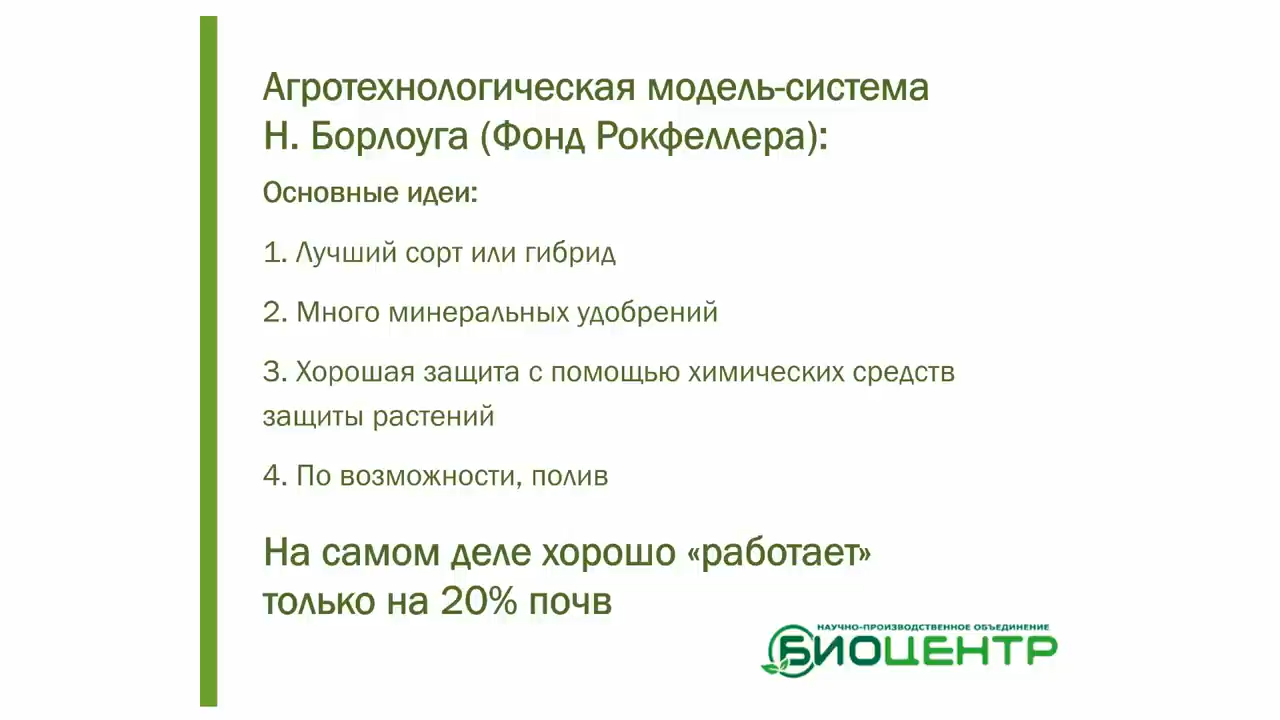 Агротехнологическая модель-система
Н. Борлоуга (Фонд Рокфеллера):
Основные идеи:
1. Лучший сорт или гибрид
2. Много минеральных удобрений
3. Хорошая защита с помощью химических средств
защиты растений
4. По возможности, полив
На самом деле хорошо «работает»
только на 20% почв
НАУЧНО-ПРОИЗВОДСТВЕННОЕ ОБЪЕДИНЕНИЕ
БИОЦЕНТР